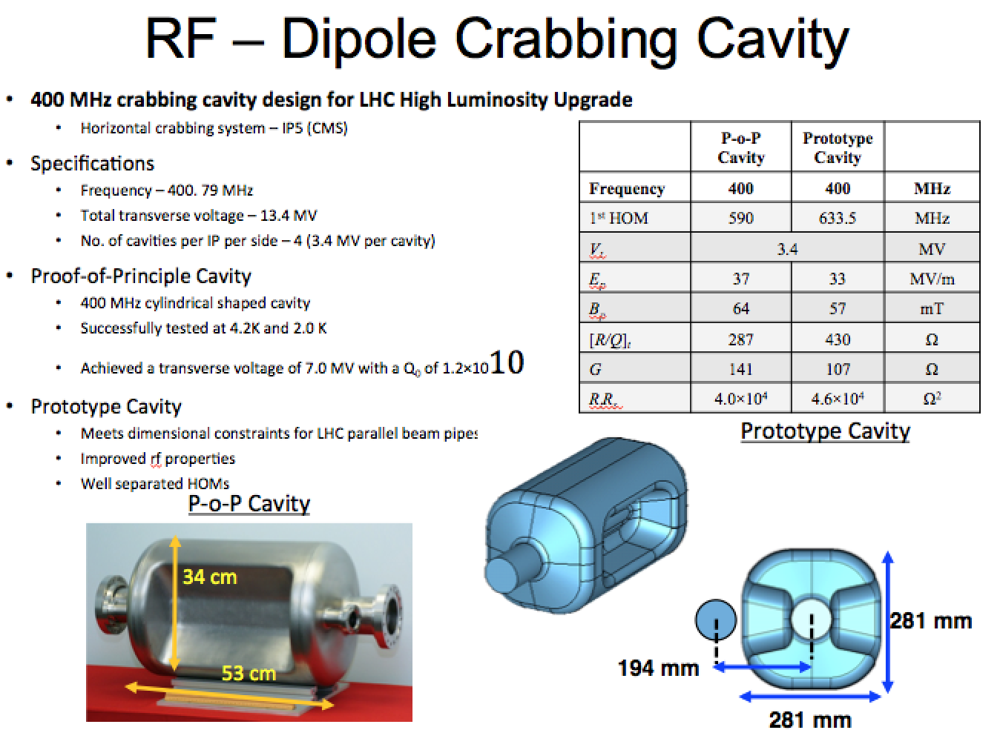 RF – Dipole Crabbing Cavity
• 400 MHz crabbing cavity design for LHC High Luminosity Upgrade
• Horizontal crabbing system – IP5 (CMS)
• Specifications
• Frequency – 400. 79 MHz
• Total transverse voltage – 13.4 MV
• No. of cavities per IP per side – 4 (3.4 MV per cavity)
• Proof-of-Principle Cavity
• 400 MHz cylindrical shaped cavity
• Successfully tested at 4.2K and 2.0 K
• Achieved a transverse voltage of 7.0 MV with a Q₀ of 1.2×1010
• Prototype Cavity
• Meets dimensional constraints for LHC parallel beam pipes
• Improved rf properties
• Well separated HOMs
P-o-P Cavity Prototype Cavity
Frequency 400 400 MHz
1st HOM 590 633.5 MHz
Vt 3.4 MV
Ep 37 33 MV/m
Bp 64 57 mT
[R/Q]t 287 430 Ω
G 141 107 Ω
RtRs 4.0×10⁴ 4.6×10⁴ Ω²
Prototype Cavity
P-o-P Cavity
34 cm
53 cm
194 mm
281 mm
281 mm